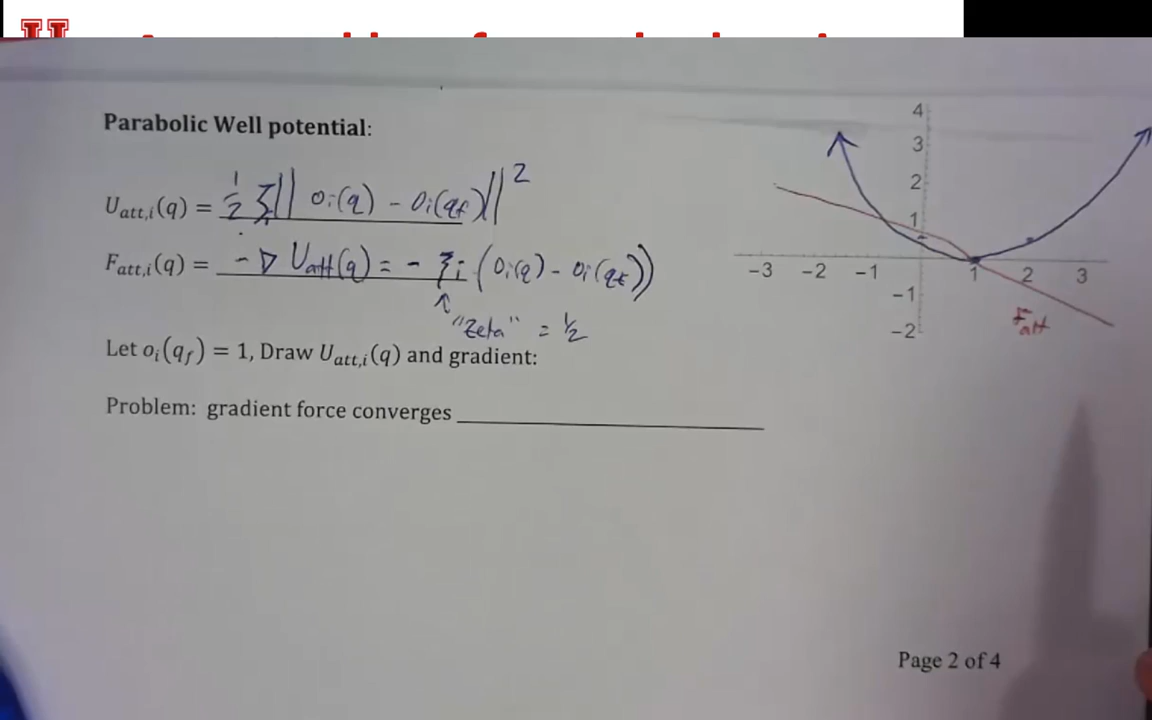 Parabolic Well potential:
U_att,i(q) = 1/2 ζ_i || o_i(q) - o_i(q_f) ||^2
F_att,i(q) = - ∇ U_att(q) = - ζ_i (o_i(q) - o_i(q_f))
↑
"Zeta" = 1/2
Let o_i(q_f) = 1, Draw U_att,i(q) and gradient:
Problem: gradient force converges
4
3
2
1
-3 -2 -1 1 2 3
-1
-2
F_att
Page 2 of 4